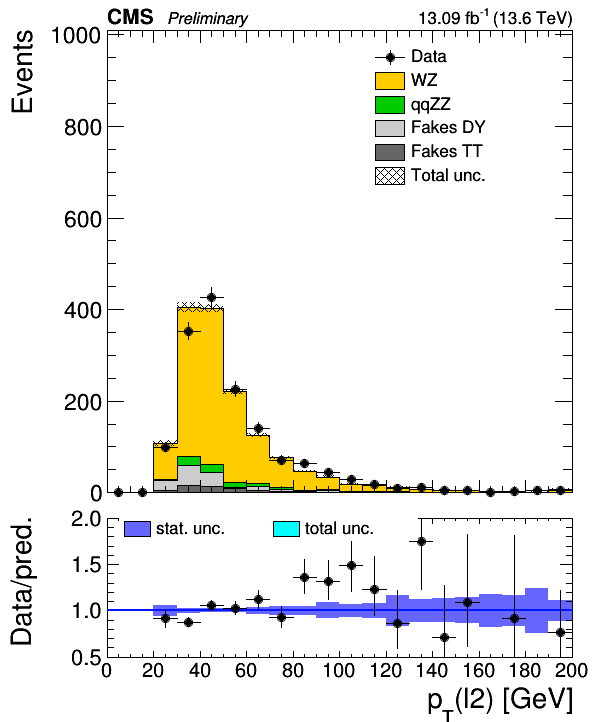 CMS Preliminary 13.09 fb⁻¹ (13.6 TeV)
Events
1000
800
600
400
200
0
Data
WZ
qqZZ
Fakes DY
Fakes TT
Total unc.
Data/pred.
2.0
1.5
1.0
0.5
stat. unc. total unc.
0 20 40 60 80 100 120 140 160 180 200
p_T(l2) [GeV]